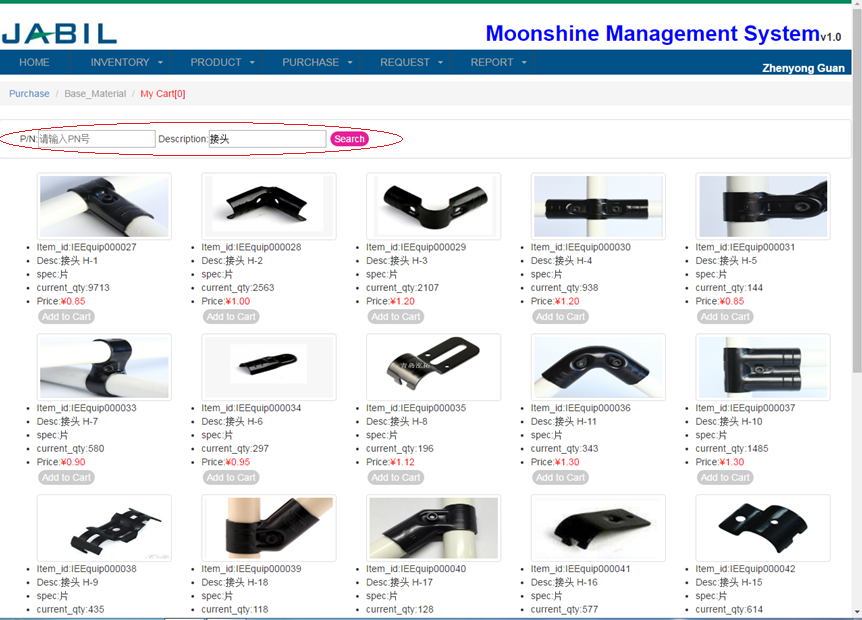 JABIL
Moonshine Management System v1.0
HOME INVENTORY PRODUCT PURCHASE REQUEST REPORT
Zhenyong Guan
Purchase / Base_Material / My Cart[0]
P/N: 请输入PN号 Description: 接头 Search
Item_id:IEEquip000027 Item_id:IEEquip000028 Item_id:IEEquip000029 Item_id:IEEquip000030 Item_id:IEEquip000031
Desc:接头 H-1 Desc:接头 H-2 Desc:接头 H-3 Desc:接头 H-4 Desc:接头 H-5
spec:片 spec:片 spec:片 spec:片 spec:片
current_qty:9713 current_qty:2563 current_qty:2107 current_qty:938 current_qty:144
Price:¥0.85 Price:¥1.00 Price:¥1.20 Price:¥1.20 Price:¥0.85
Add to Cart Add to Cart Add to Cart Add to Cart Add to Cart
Item_id:IEEquip000033 Item_id:IEEquip000034 Item_id:IEEquip000035 Item_id:IEEquip000036 Item_id:IEEquip000037
Desc:接头 H-7 Desc:接头 H-6 Desc:接头 H-8 Desc:接头 H-11 Desc:接头 H-10
spec:片 spec:片 spec:片 spec:片 spec:片
current_qty:580 current_qty:297 current_qty:196 current_qty:343 current_qty:1485
Price:¥0.90 Price:¥0.95 Price:¥1.12 Price:¥1.30 Price:¥1.30
Add to Cart Add to Cart Add to Cart Add to Cart Add to Cart
Item_id:IEEquip000038 Item_id:IEEquip000039 Item_id:IEEquip000040 Item_id:IEEquip000041 Item_id:IEEquip000042
Desc:接头 H-9 Desc:接头 H-18 Desc:接头 H-17 Desc:接头 H-16 Desc:接头 H-15
spec:片 spec:片 spec:片 spec:片 spec:片
current_qty:435 current_qty:118 current_qty:128 current_qty:577 current_qty:614